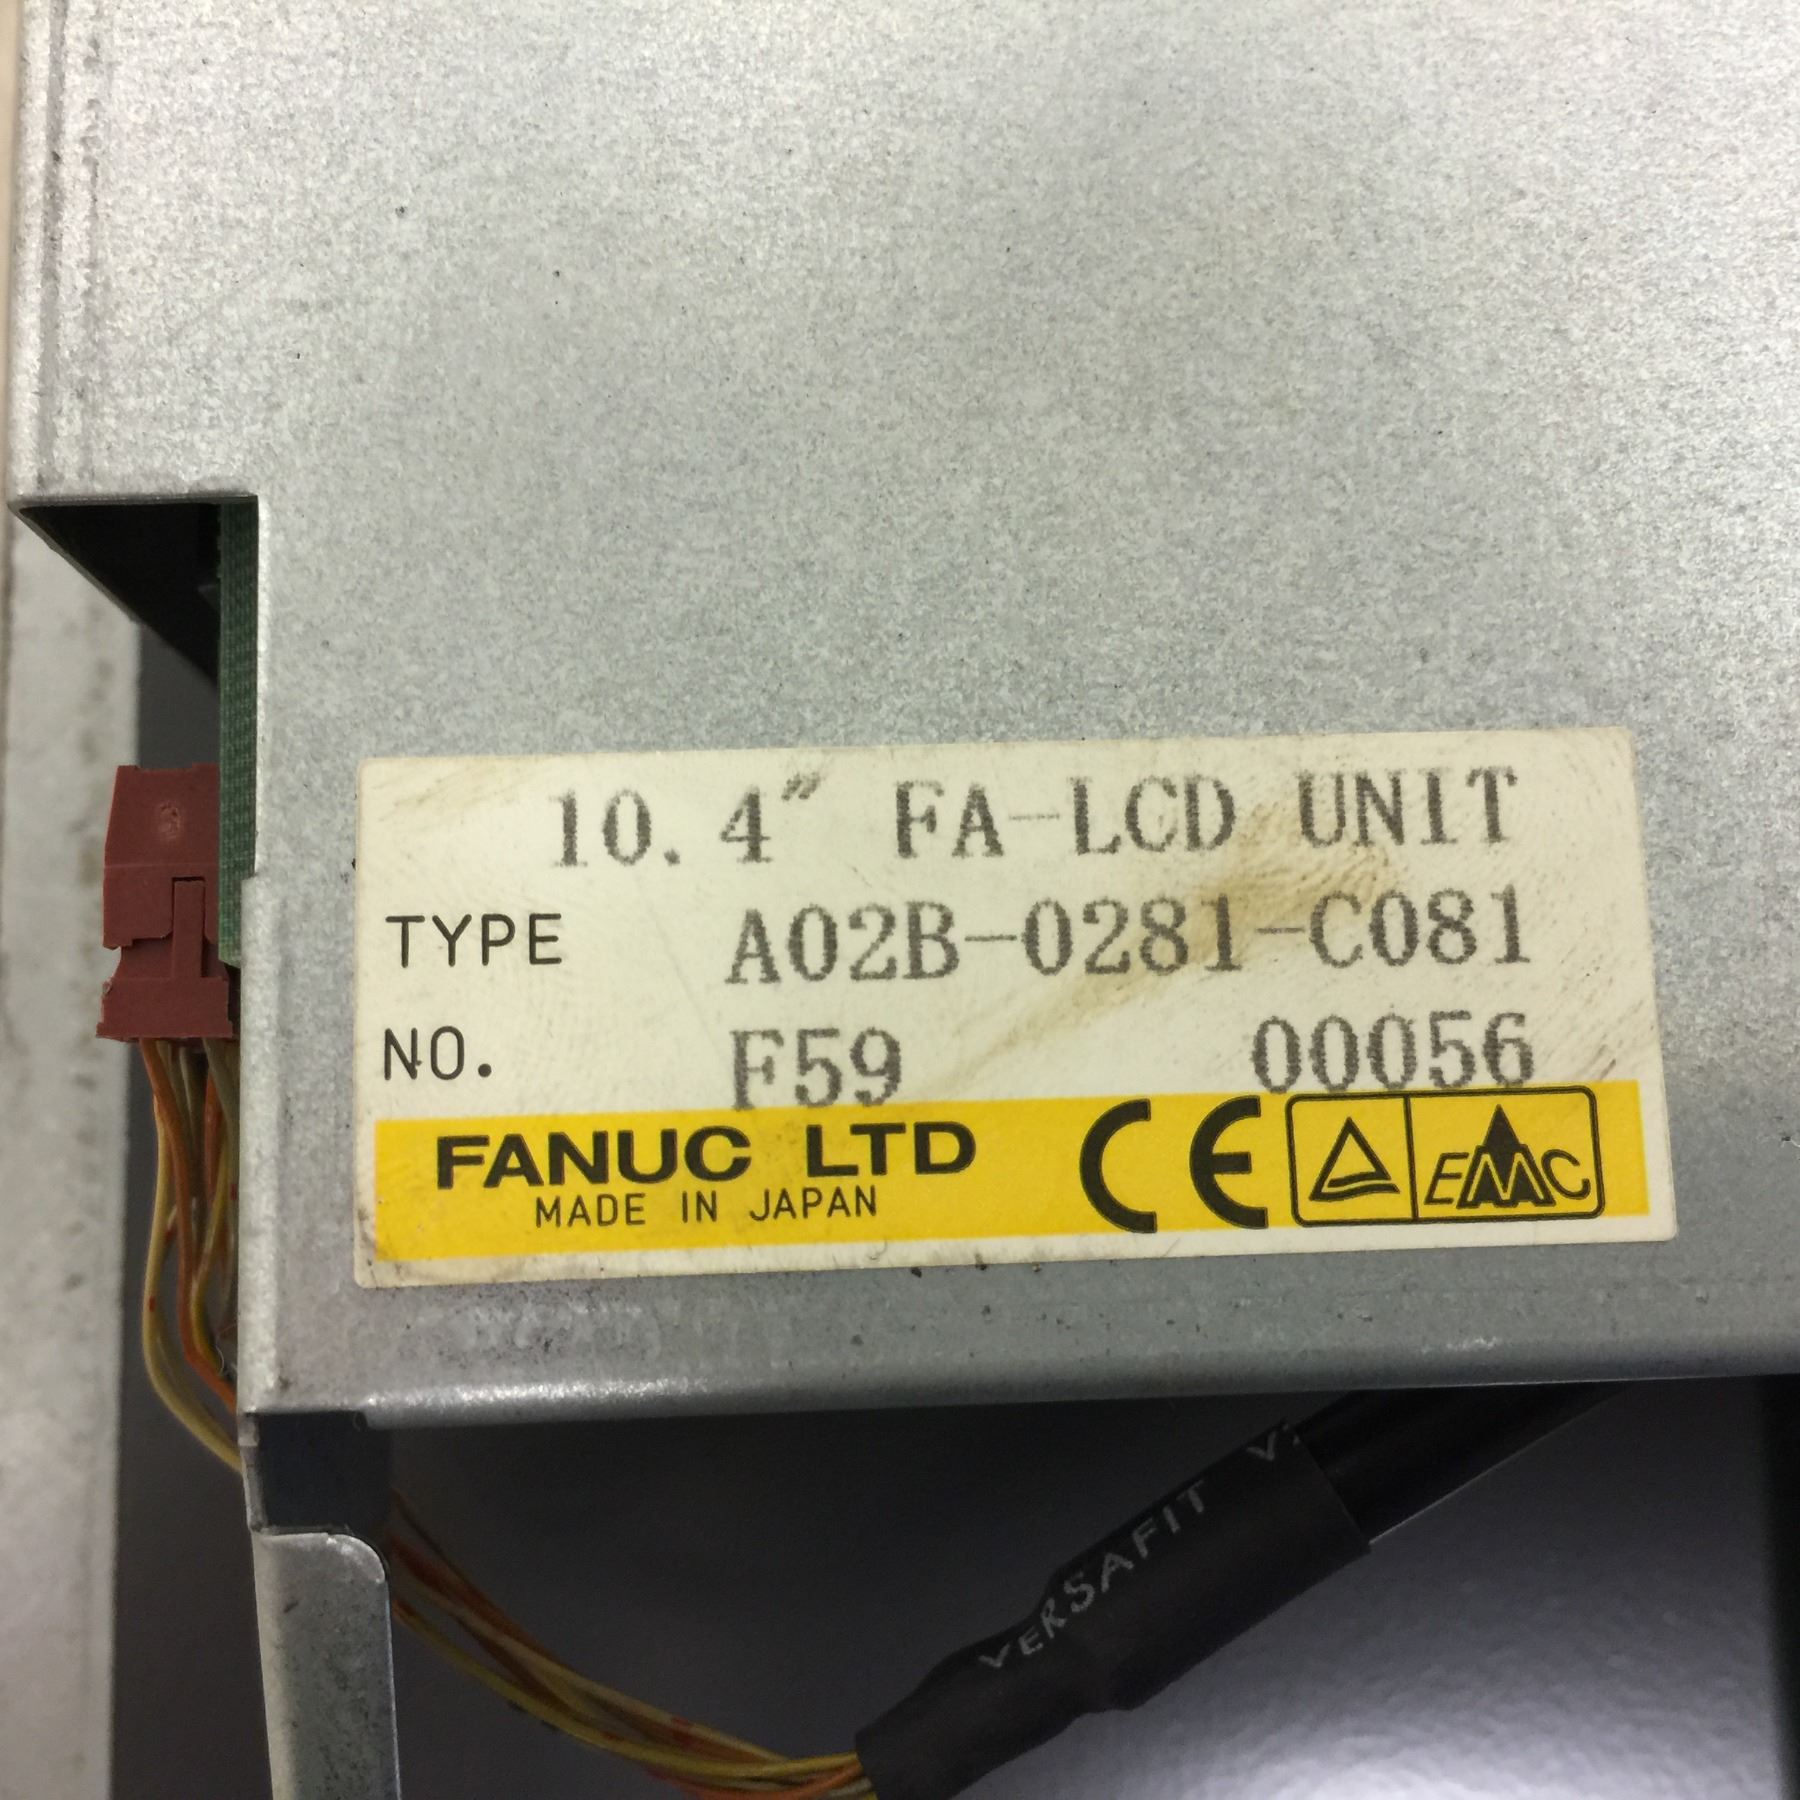 10.4" FA-LCD UNIT
TYPE A02B-0281-C081
NO. F59 00056
FANUC LTD
MADE IN JAPAN
CE EMC
VERSAFIT